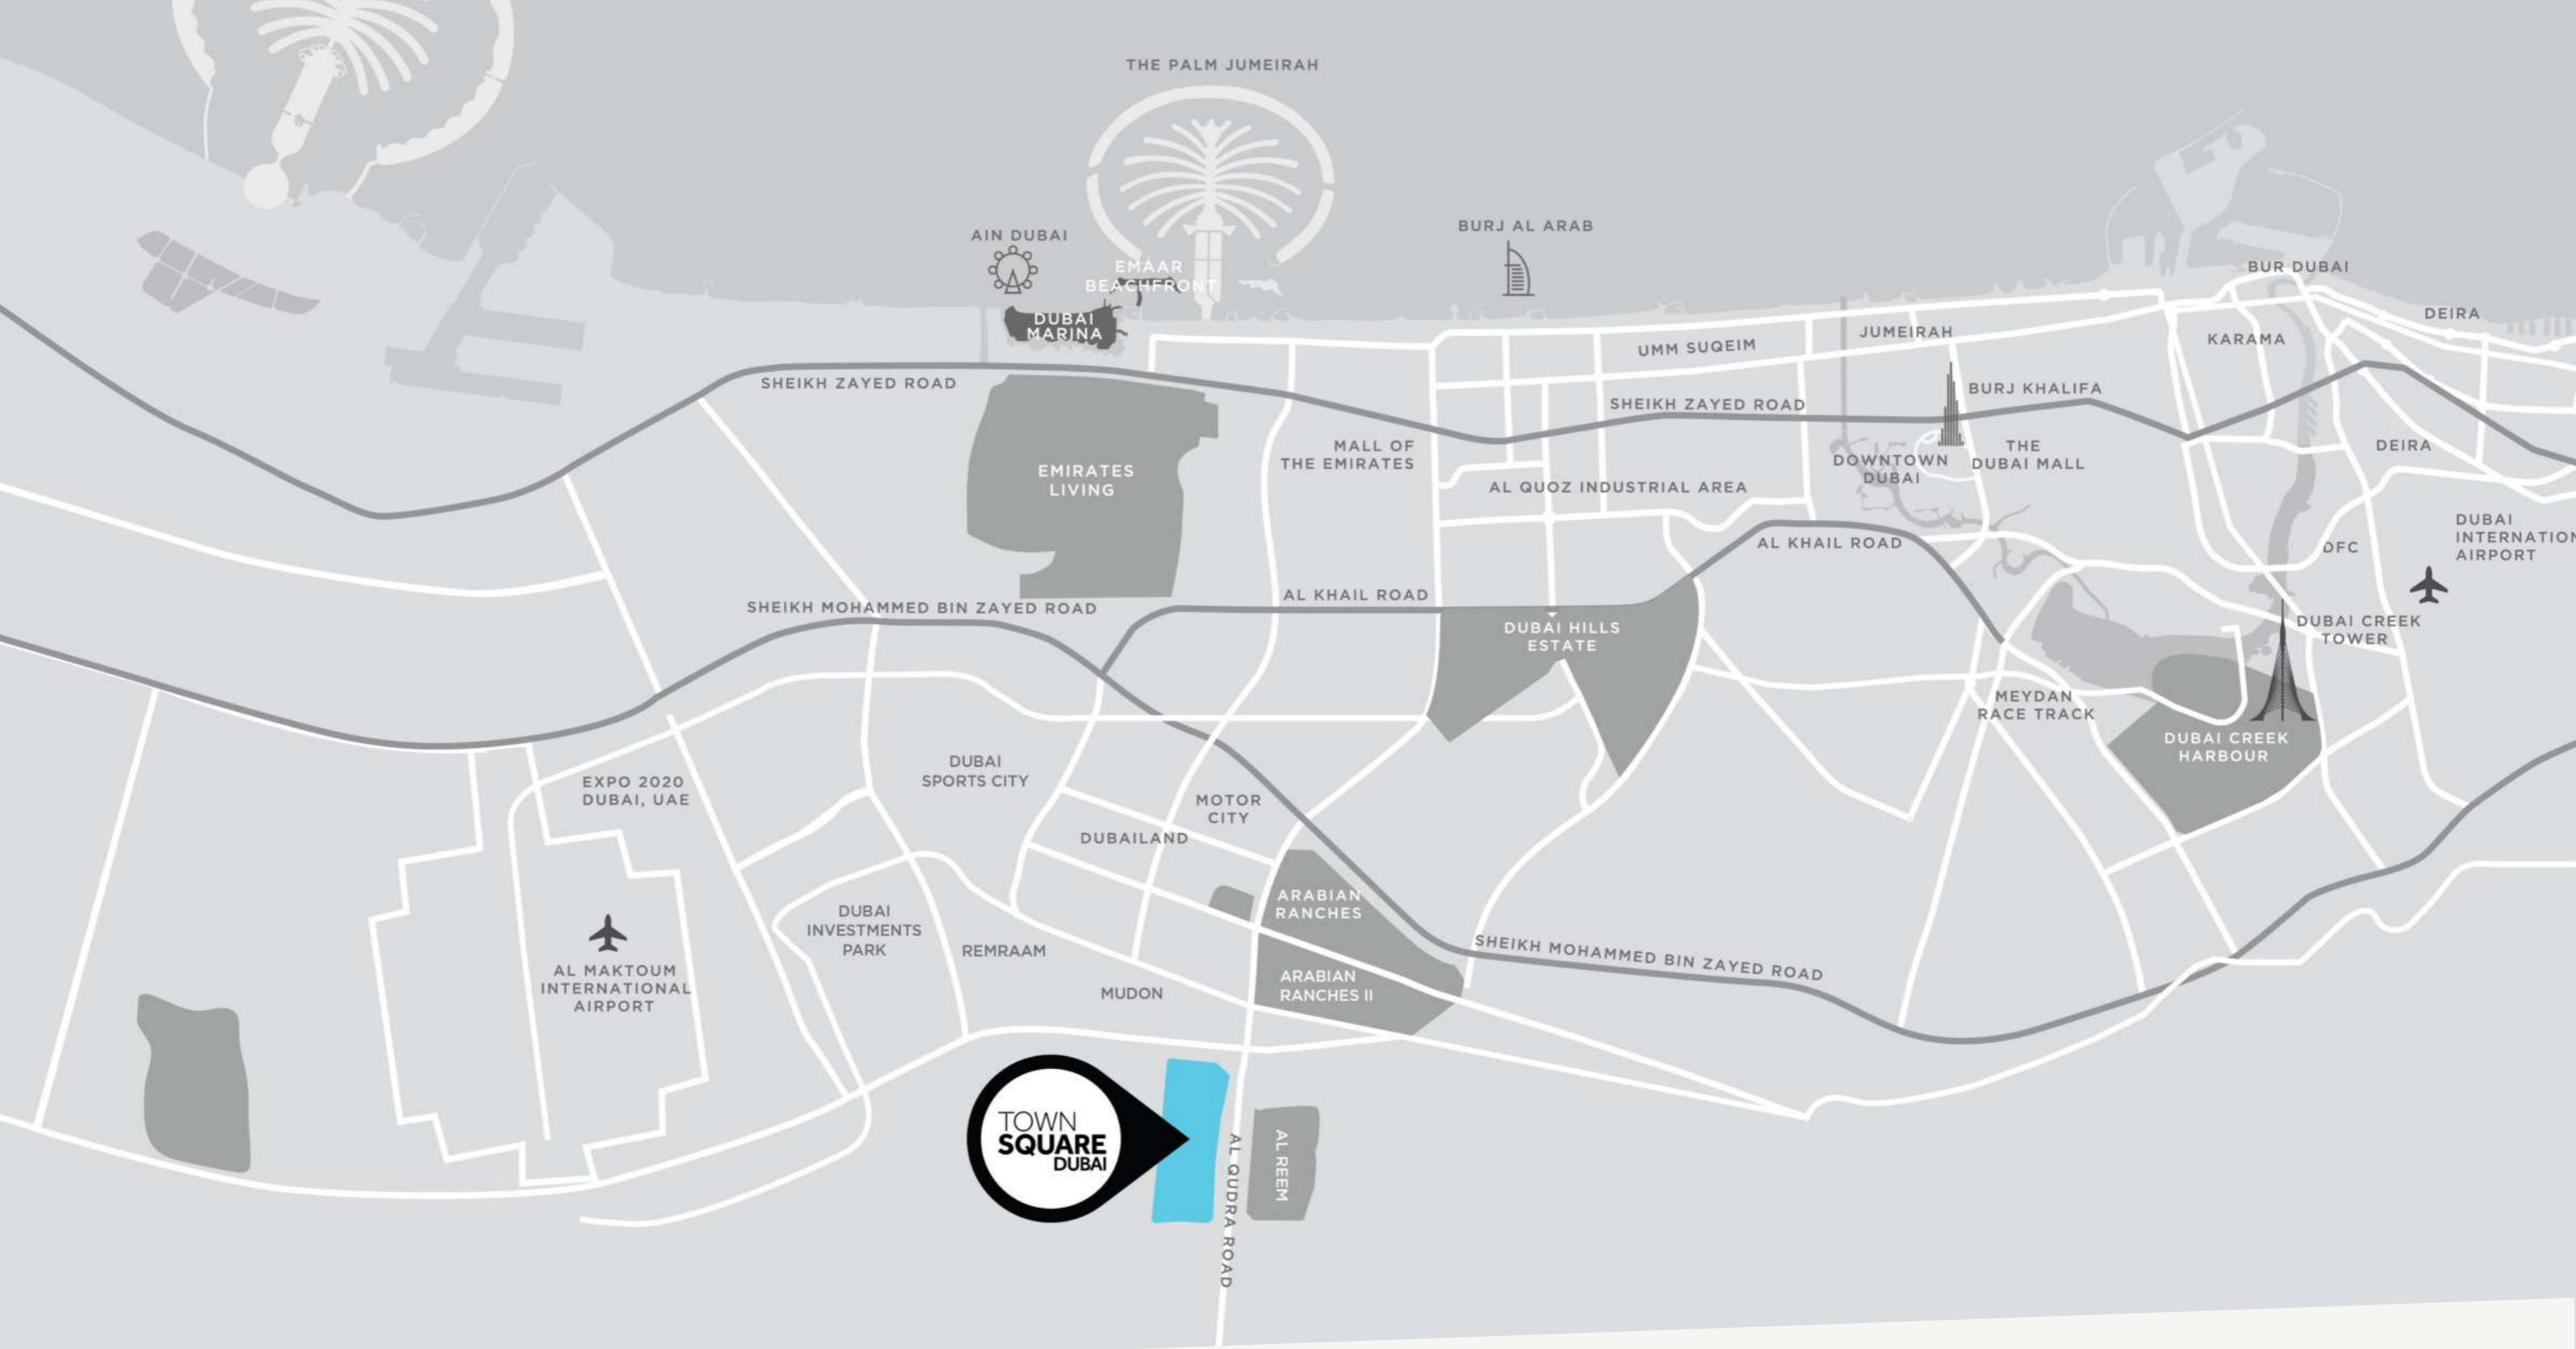 THE PALM JUMEIRAH
AIN DUBAI
BURJ AL ARAB
EMAAR
BEACHFRONT
BUR DUBAI
DUBAI
MARINA
DEIRA
JUMEIRAH
KARAMA
UMM SUQEIM
SHEIKH ZAYED ROAD
BURJ KHALIFA
SHEIKH ZAYED ROAD
MALL OF
THE EMIRATES
THE
DUBAI MALL
DEIRA
DOWNTOWN
DUBAI
EMIRATES
LIVING
AL QUOZ INDUSTRIAL AREA
DUBAI
INTERNATION
AIRPORT
AL KHAIL ROAD
DFC
AL KHAIL ROAD
SHEIKH MOHAMMED BIN ZAYED ROAD
DUBAI HILLS
ESTATE
DUBAI CREEK
TOWER
MEYDAN
RACE TRACK
DUBAI CREEK
HARBOUR
DUBAI
SPORTS CITY
EXPO 2020
DUBAI, UAE
MOTOR
CITY
DUBAILAND
ARABIAN
RANCHES
DUBAI
INVESTMENTS
PARK
REMRAAM
SHEIKH MOHAMMED BIN ZAYED ROAD
AL MAKTOUM
INTERNATIONAL
AIRPORT
ARABIAN
RANCHES II
MUDON
TOWN
SQUARE
DUBAI
AL QUDRA ROAD
AL REEM